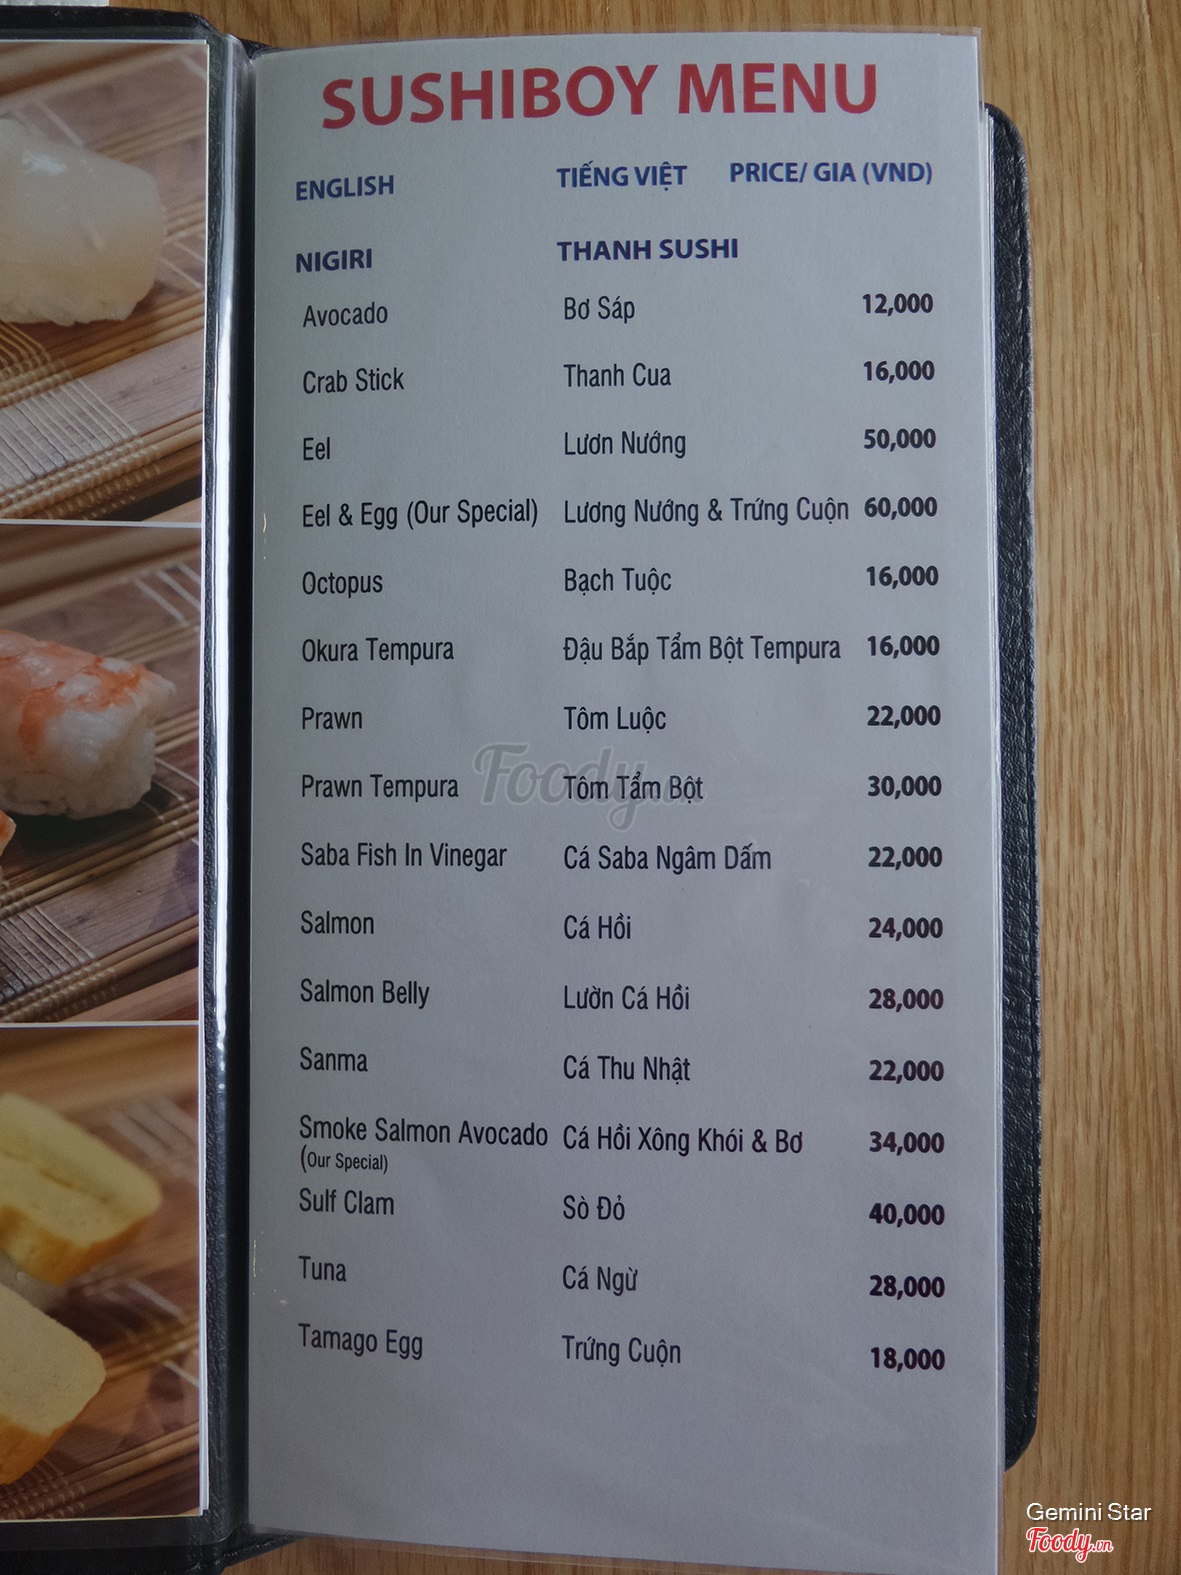 SUSHIBOY MENU
ENGLISH TIẾNG VIỆT PRICE/ GIA (VND)
NIGIRI THANH SUSHI
Avocado Bơ Sáp 12,000
Crab Stick Thanh Cua 16,000
Eel Lươn Nướng 50,000
Eel & Egg (Our Special) Lương Nướng & Trứng Cuộn 60,000
Octopus Bạch Tuộc 16,000
Okura Tempura Đậu Bắp Tẩm Bột Tempura 16,000
Prawn Tôm Luộc 22,000
Prawn Tempura Tôm Tẩm Bột 30,000
Foody.vn
Saba Fish In Vinegar Cá Saba Ngâm Dấm 22,000
Salmon Cá Hồi 24,000
Salmon Belly Lườn Cá Hồi 28,000
Sanma Cá Thu Nhật 22,000
Smoke Salmon Avocado Cá Hồi Xông Khói & Bơ 34,000
(Our Special)
Sulf Clam Sò Đỏ 40,000
Tuna Cá Ngừ 28,000
Tamago Egg Trứng Cuộn 18,000
Gemini Star
Foody.vn